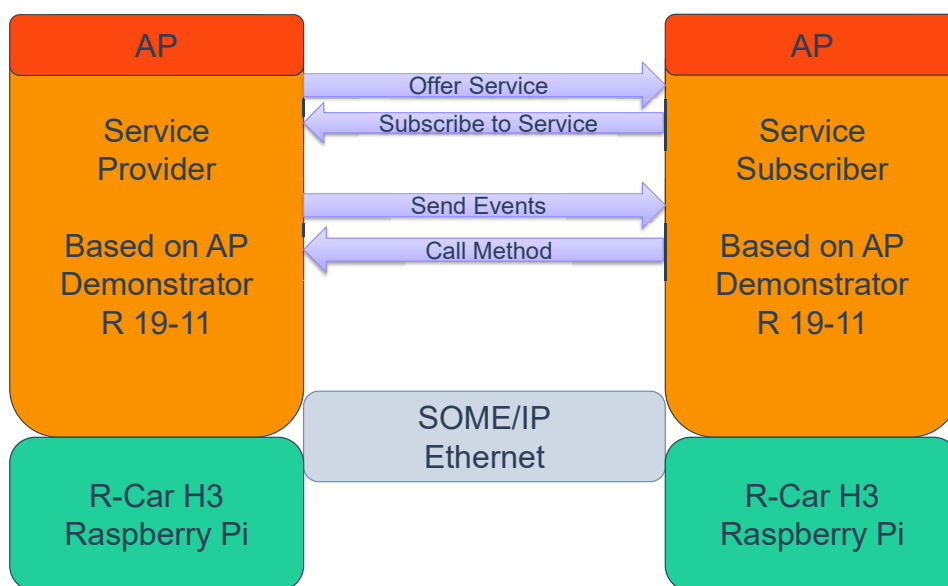 AP
Service
Provider
Based on AP
Demonstrator
R 19-11
R-Car H3
Raspberry Pi
Offer Service
Subscribe to Service
Send Events
Call Method
SOME/IP
Ethernet
AP
Service
Subscriber
Based on AP
Demonstrator
R 19-11
R-Car H3
Raspberry Pi